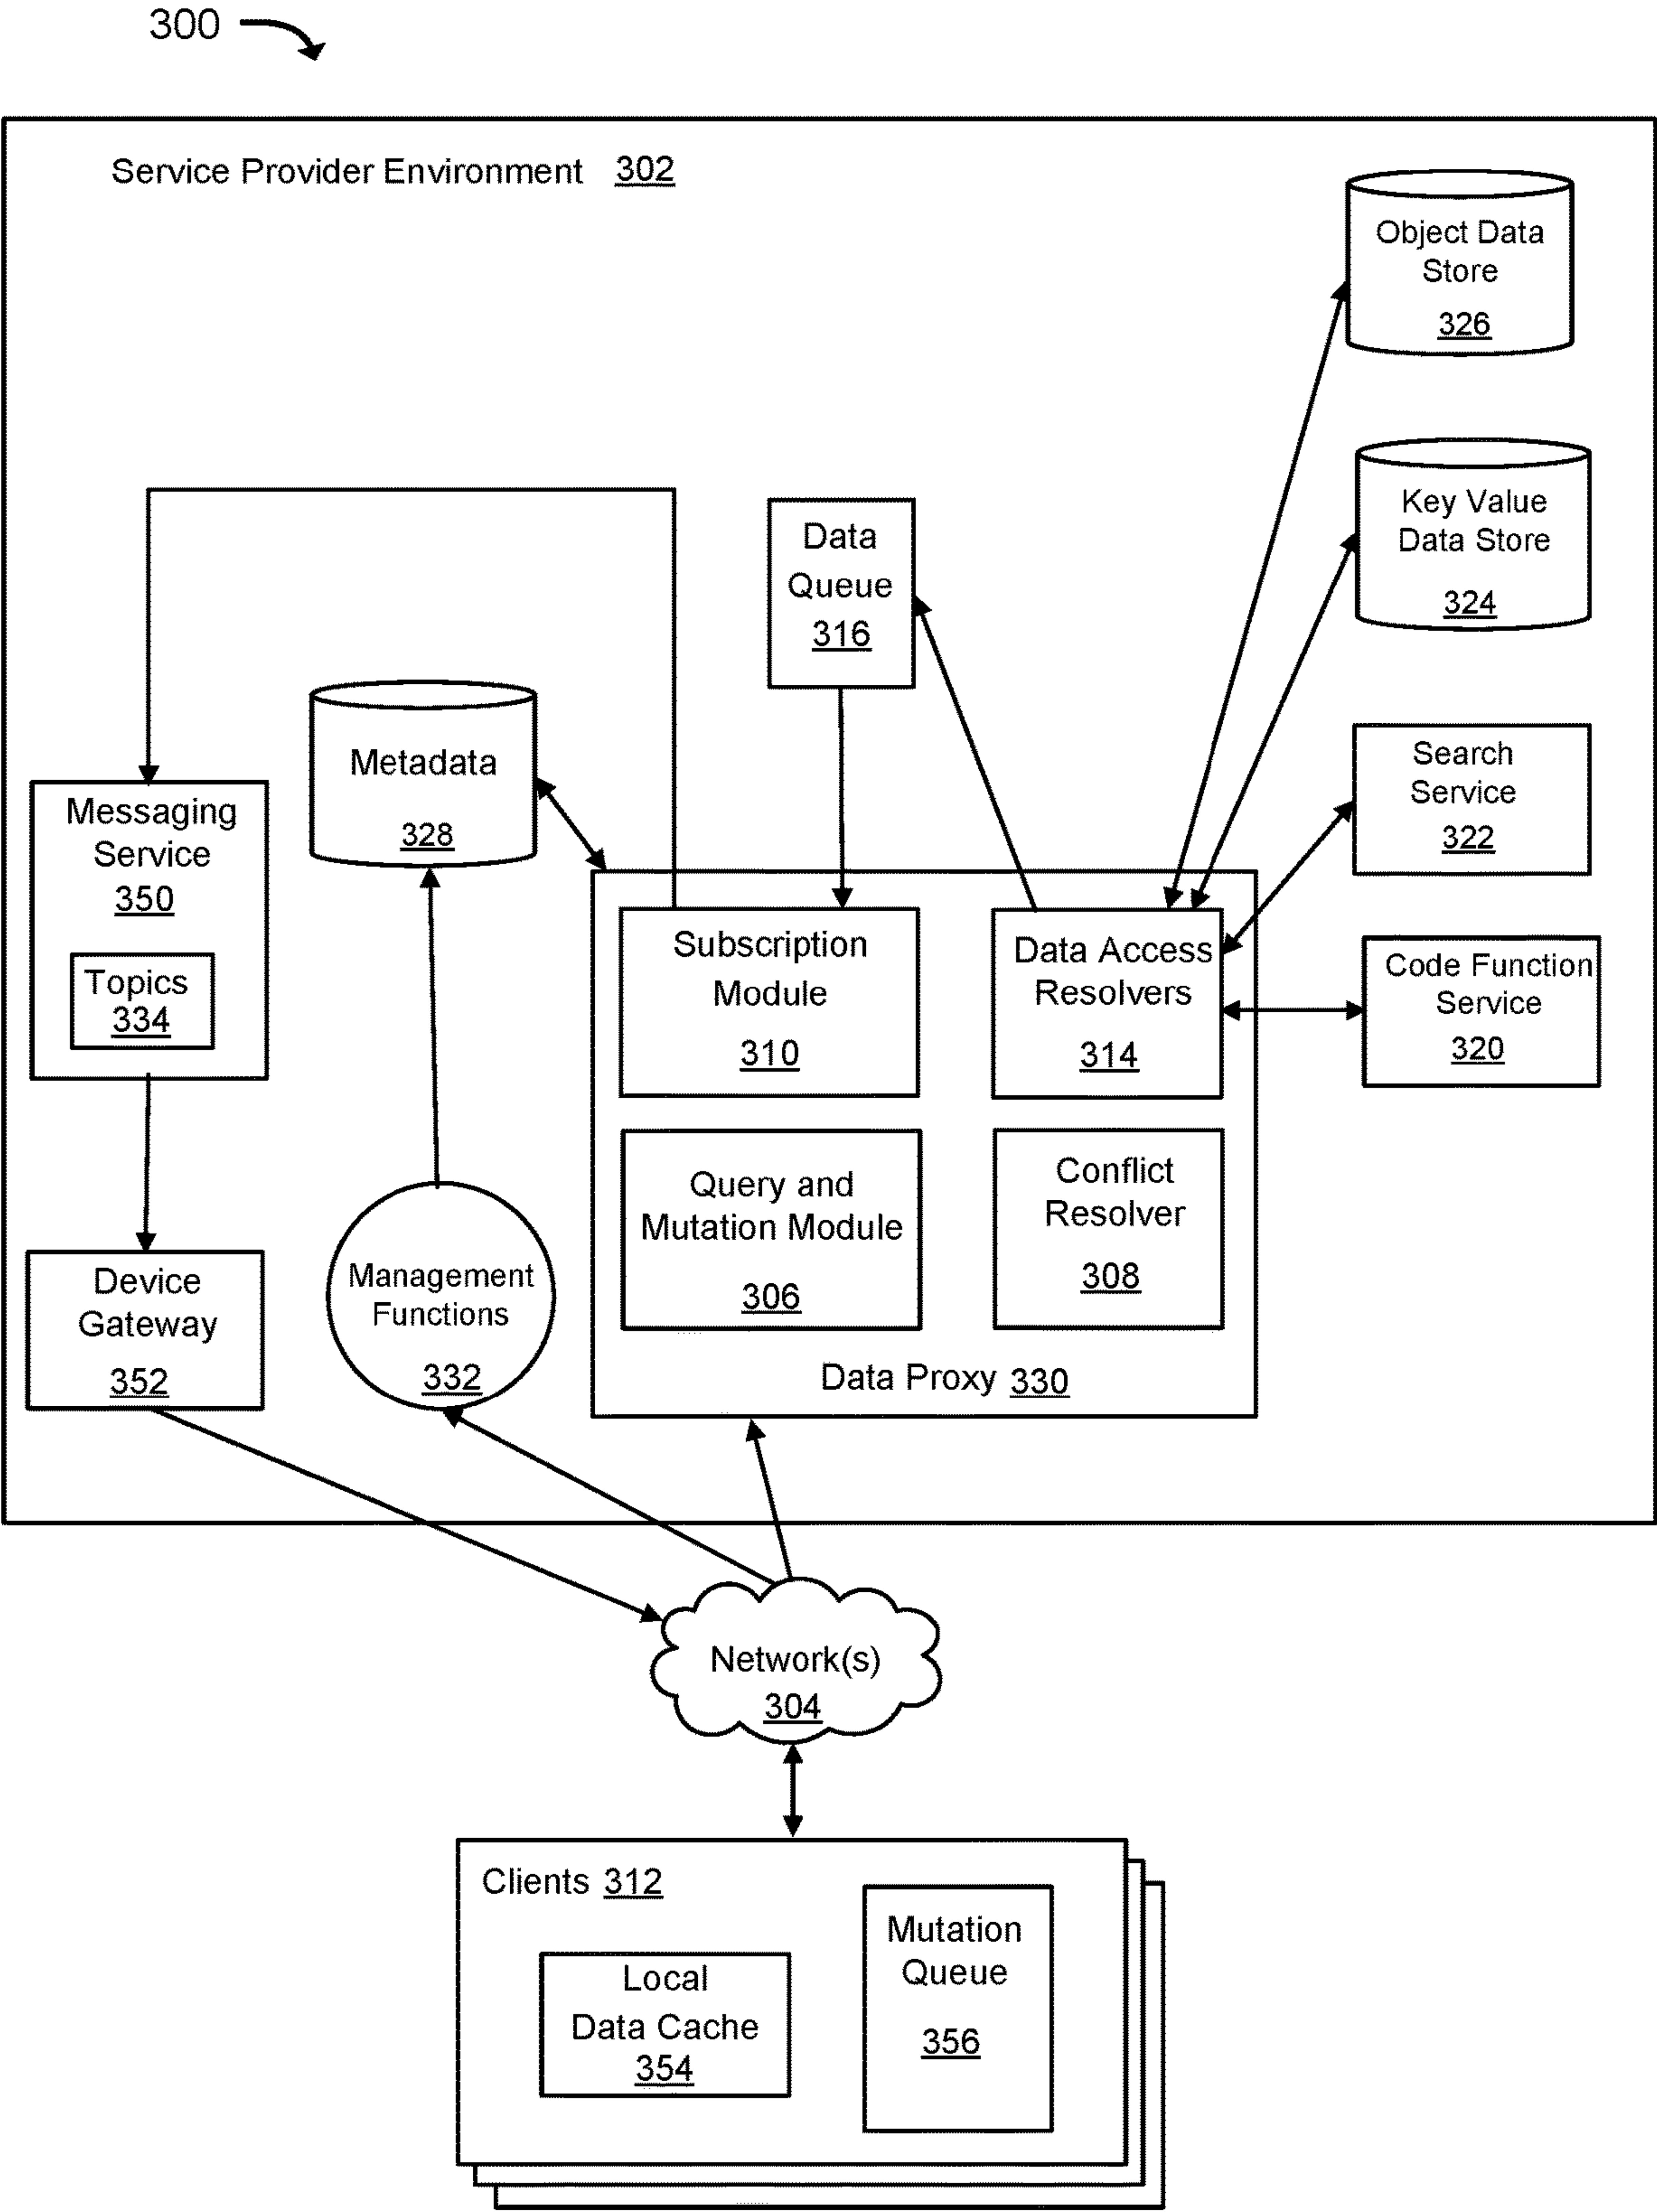 300
Service Provider Environment 302
Object Data
Store
326
Key Value
Data Store
324
Data
Queue
316
Search
Service
322
Metadata
328
Messaging
Service
350
Topics
334
Subscription
Module
310
Data Access
Resolvers
314
Code Function
Service
320
Query and
Mutation Module
306
Conflict
Resolver
308
Device
Gateway
352
Management
Functions
332
Data Proxy 330
Network(s)
304
Clients 312
Local
Data Cache
354
Mutation
Queue
356